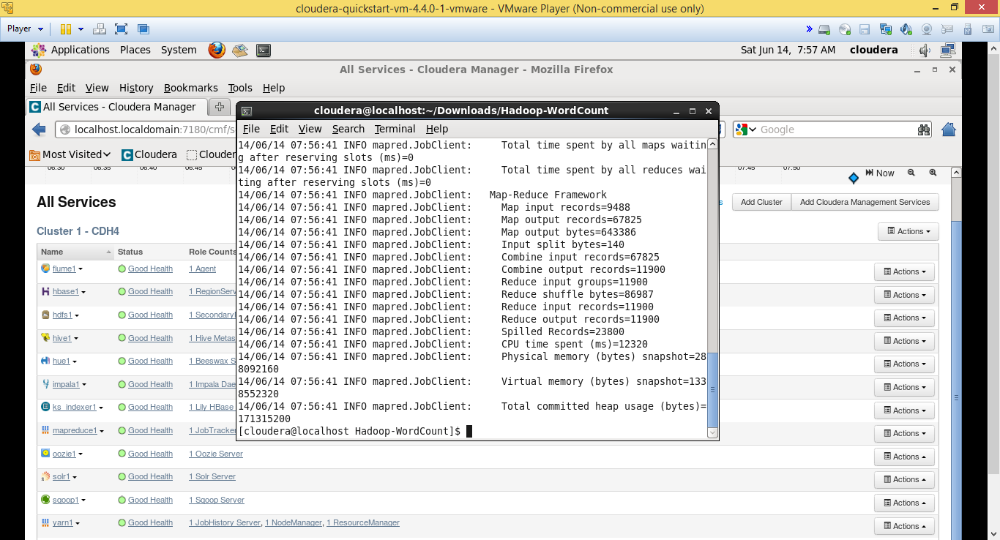 cloudera-quickstart-vm-4.4.0-1-vmware - VMware Player (Non-commercial use only)
Player
Applications Places System
Sat Jun 14, 7:57 AM cloudera
All Services - Cloudera Manager - Mozilla Firefox
File Edit View History Bookmarks Tools Help
All Services - Cloudera Manager
localhost.localdomain:7180/cmf/s
Google
Most Visited Cloudera Clouder
cloudera@localhost:~/Downloads/Hadoop-WordCount
File Edit View Search Terminal Help
14/06/14 07:56:41 INFO mapred.JobClient:     Total time spent by all maps waitin
g after reserving slots (ms)=0
14/06/14 07:56:41 INFO mapred.JobClient:     Total time spent by all reduces wai
ting after reserving slots (ms)=0
14/06/14 07:56:41 INFO mapred.JobClient:   Map-Reduce Framework
14/06/14 07:56:41 INFO mapred.JobClient:     Map input records=9488
14/06/14 07:56:41 INFO mapred.JobClient:     Map output records=67825
14/06/14 07:56:41 INFO mapred.JobClient:     Map output bytes=643386
14/06/14 07:56:41 INFO mapred.JobClient:     Input split bytes=140
14/06/14 07:56:41 INFO mapred.JobClient:     Combine input records=67825
14/06/14 07:56:41 INFO mapred.JobClient:     Combine output records=11900
14/06/14 07:56:41 INFO mapred.JobClient:     Reduce input groups=11900
14/06/14 07:56:41 INFO mapred.JobClient:     Reduce shuffle bytes=86987
14/06/14 07:56:41 INFO mapred.JobClient:     Reduce input records=11900
14/06/14 07:56:41 INFO mapred.JobClient:     Reduce output records=11900
14/06/14 07:56:41 INFO mapred.JobClient:     Spilled Records=23800
14/06/14 07:56:41 INFO mapred.JobClient:     CPU time spent (ms)=12320
14/06/14 07:56:41 INFO mapred.JobClient:     Physical memory (bytes) snapshot=28
8092160
14/06/14 07:56:41 INFO mapred.JobClient:     Virtual memory (bytes) snapshot=133
8552320
14/06/14 07:56:41 INFO mapred.JobClient:     Total committed heap usage (bytes)=
171315200
[cloudera@localhost Hadoop-WordCount]$
06:30 06:35 06:40 06:45 07:45 07:50
Now
All Services
s Add Cluster Add Cloudera Management Services
Cluster 1 - CDH4 Actions
Name Status Role Counts
flume1 Good Health 1 Agent Actions
hbase1 Good Health 1 RegionServ Actions
hdfs1 Good Health 1 Secondary Actions
hive1 Good Health 1 Hive Metas Actions
hue1 Good Health 1 Beeswax S Actions
impala1 Good Health 1 Impala Dae Actions
ks_indexer1 Good Health 1 Lily HBase Actions
mapreduce1 Good Health 1 JobTracke Actions
oozie1 Good Health 1 Oozie Server Actions
solr1 Good Health 1 Solr Server Actions
sqoop1 Good Health 1 Sqoop Server Actions
yarn1 Good Health 1 JobHistory Server, 1 NodeManager, 1 ResourceManager Actions